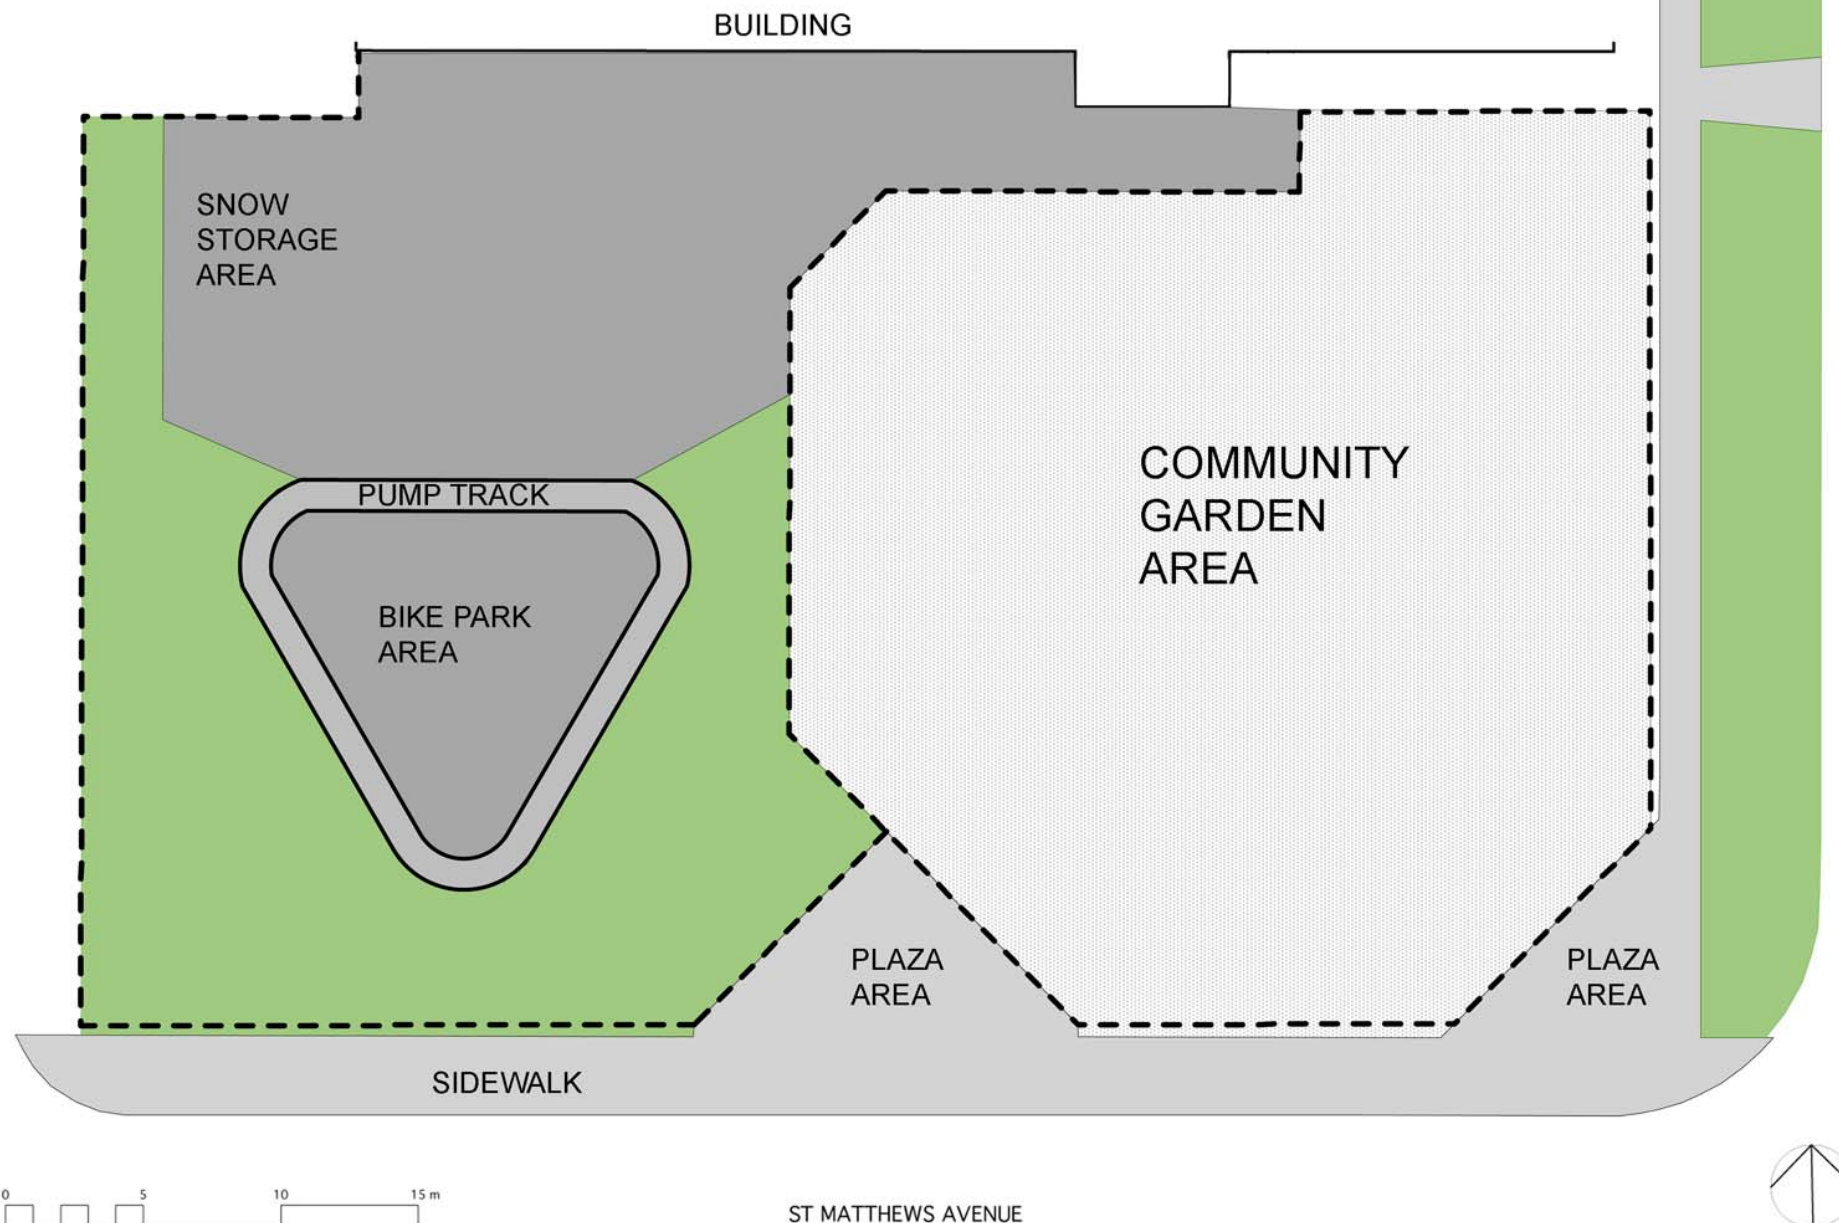 BUILDING
SNOW
STORAGE
AREA
PUMP TRACK
BIKE PARK
AREA
COMMUNITY
GARDEN
AREA
PLAZA
AREA
PLAZA
AREA
SIDEWALK
0 5 10 15 m
ST MATTHEWS AVENUE